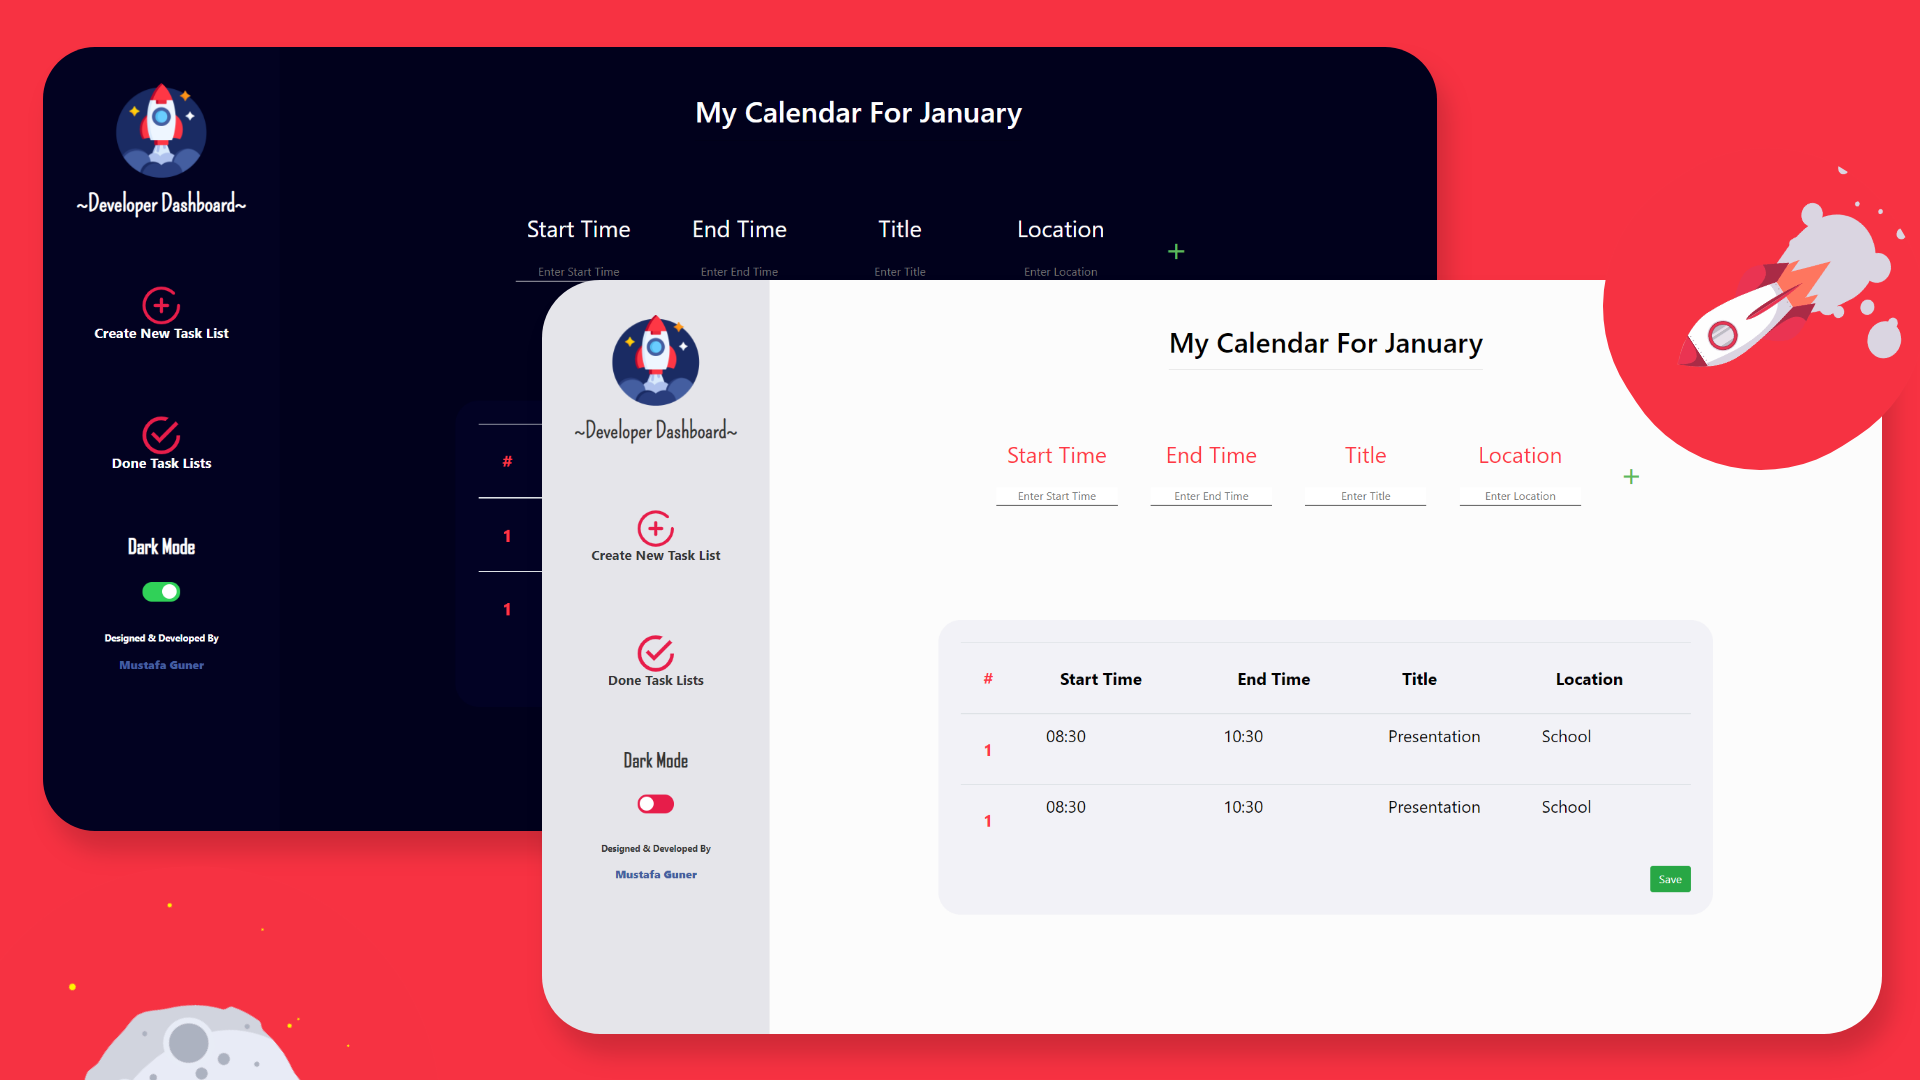 My Calendar For January
~Developer Dashboard~
Start Time End Time Title Location
+
Enter Start Time Enter End Time Enter Title Enter Location
Create New Task List
Done Task Lists
#
1
1
Dark Mode
Designed & Developed By
Mustafa Guner
My Calendar For January
~Developer Dashboard~
Start Time End Time Title Location
+
Enter Start Time Enter End Time Enter Title Enter Location
Create New Task List
Done Task Lists
Dark Mode
Designed & Developed By
Mustafa Guner
# Start Time End Time Title Location
1 08:30 10:30 Presentation School
1 08:30 10:30 Presentation School
Save